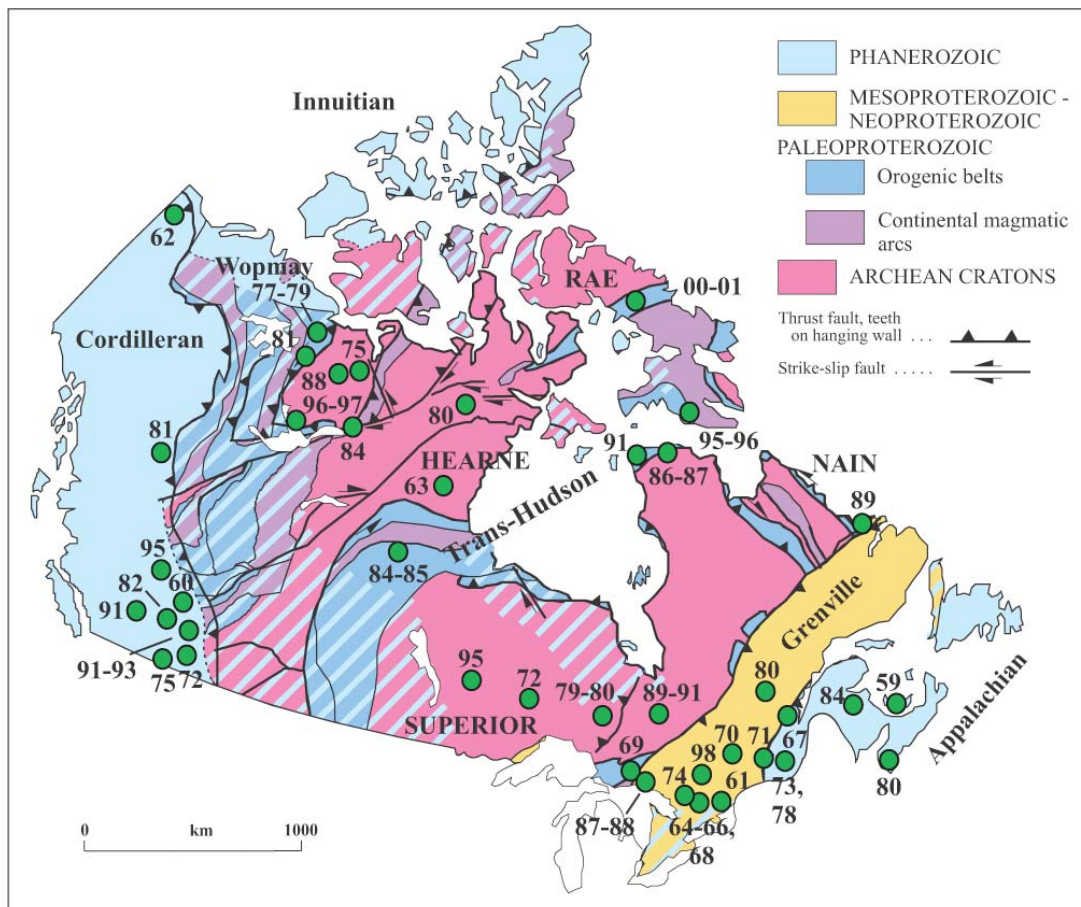 PHANEROZOIC
MESOPROTEROZOIC -
NEOPROTEROZOIC
PALEOPROTEROZOIC
Orogenic belts
Continental magmatic
arcs
ARCHEAN CRATONS
Thrust fault, teeth
on hanging wall . . .
Strike-slip fault . . . . .
Innuitian
62
Wopmay
77-79
RAE
00-01
Cordilleran
81
75
88
96-97
80
81
84
95-96
91
86-87
HEARNE
NAIN
63
89
Trans-Hudson
95
84-85
82
60
91
Grenville
91-93
75
72
95
72
79-80
89-91
80
84
59
SUPERIOR
Appalachian
67
70
71
69
98
74
61
73,
78
80
87-88
64-66,
68
0
km
1000